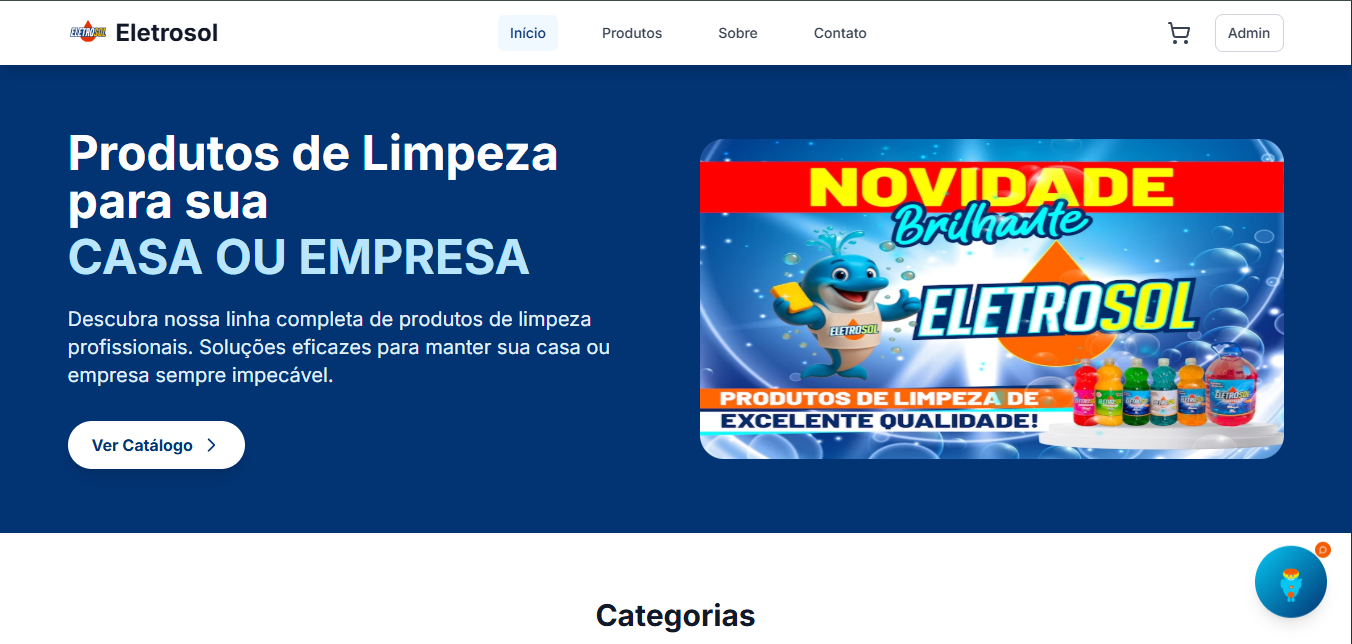 ELETROSOL Eletrosol
Início
Produtos
Sobre
Contato
Admin
Produtos de Limpeza
para sua
CASA OU EMPRESA
Descubra nossa linha completa de produtos de limpeza
profissionais. Soluções eficazes para manter sua casa ou
empresa sempre impecável.
Ver Catálogo
NOVIDADE
Brilhante
ELETROSOL
ELETROSOL
PRODUTOS DE LIMPEZA DE
EXCELENTE QUALIDADE!
Categorias